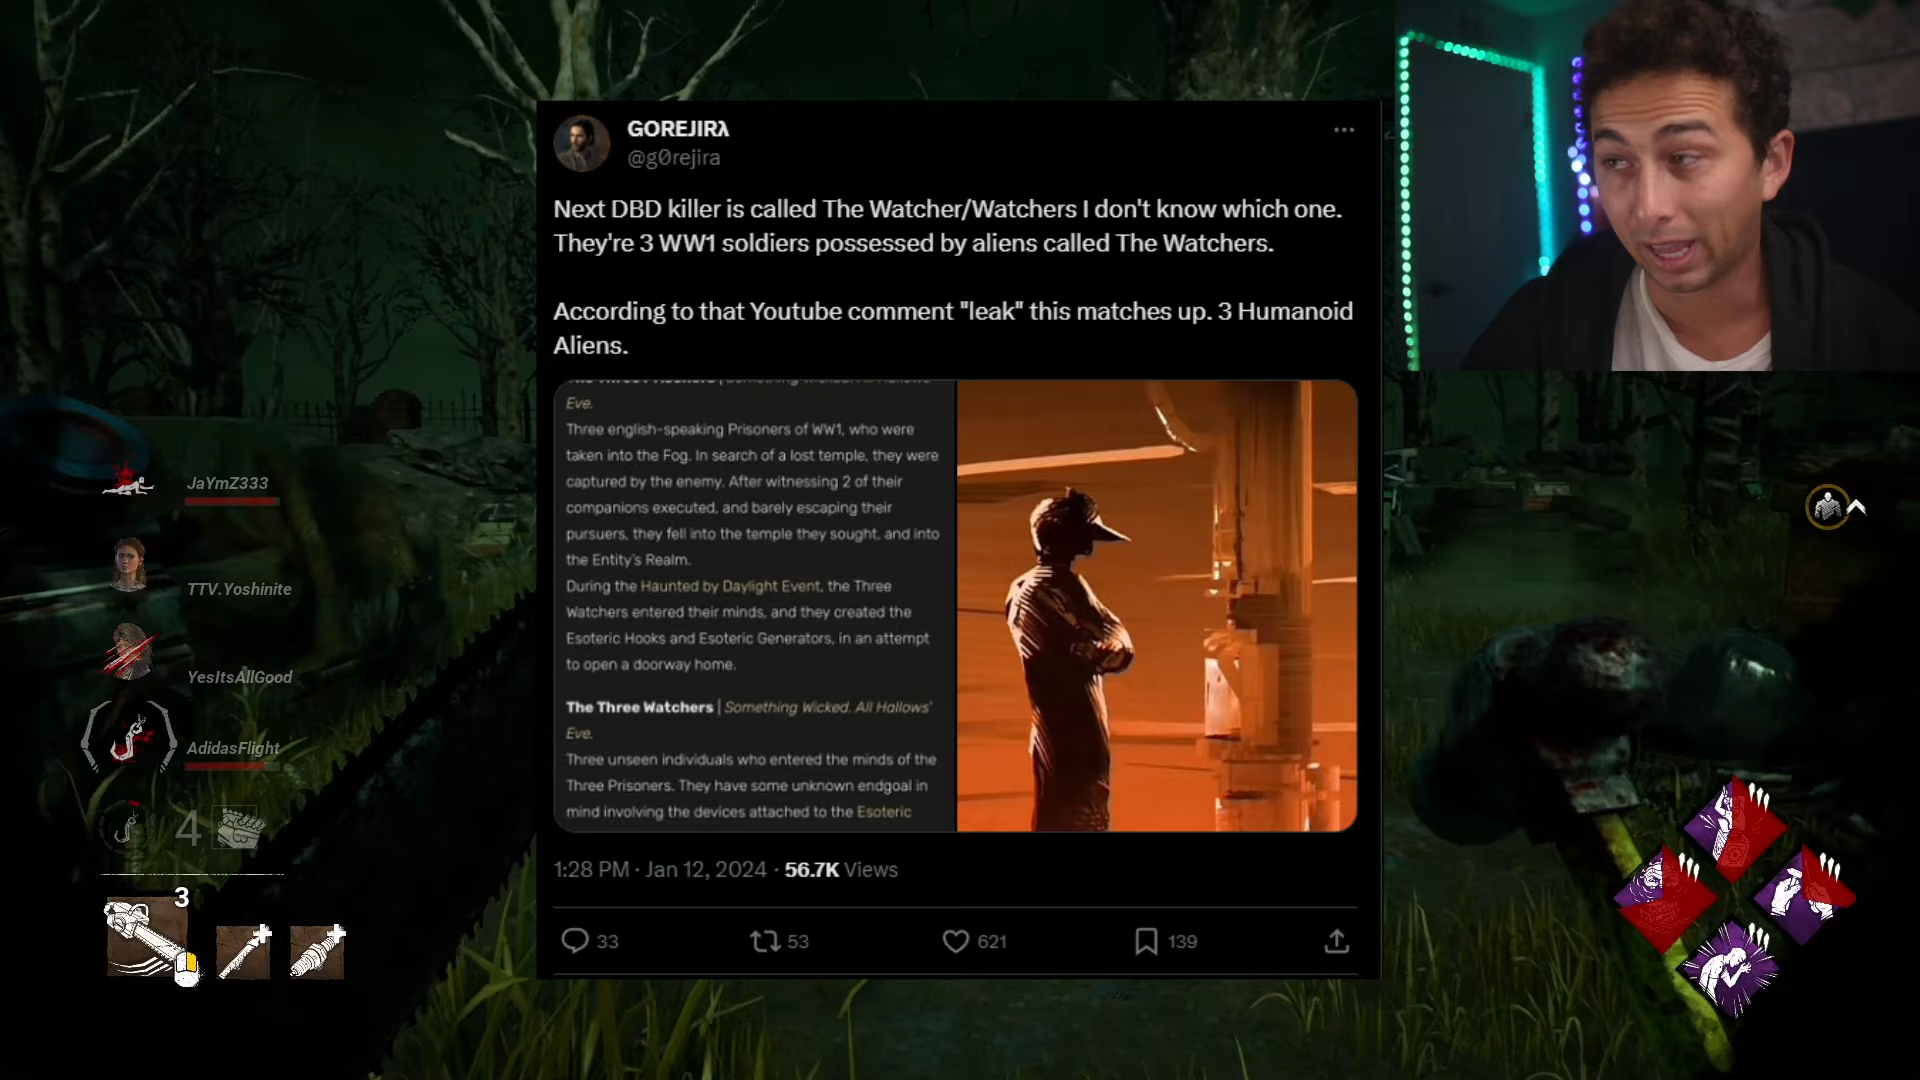 GOREJIRλ
@g0rejira
Next DBD killer is called The Watcher/Watchers I don't know which one.
They're 3 WW1 soldiers possessed by aliens called The Watchers.
According to that Youtube comment "leak" this matches up. 3 Humanoid
Aliens.
Eve.
Three english-speaking Prisoners of WW1, who were
taken into the Fog. In search of a lost temple, they were
captured by the enemy. After witnessing 2 of their
companions executed, and barely escaping their
pursuers, they fell into the temple they sought, and into
the Entity's Realm.
During the Haunted by Daylight Event, the Three
Watchers entered their minds, and they created the
Esoteric Hooks and Esoteric Generators, in an attempt
to open a doorway home.
The Three Watchers | Something Wicked. All Hallows'
Eve.
Three unseen individuals who entered the minds of the
Three Prisoners. They have some unknown endgoal in
mind involving the devices attached to the Esoteric
1:28 PM · Jan 12, 2024 · 56.7K Views
33 53 621 139
JaYmZ333
TTV.Yoshinite
YesItsAllGood
AdidasFlight
4
3